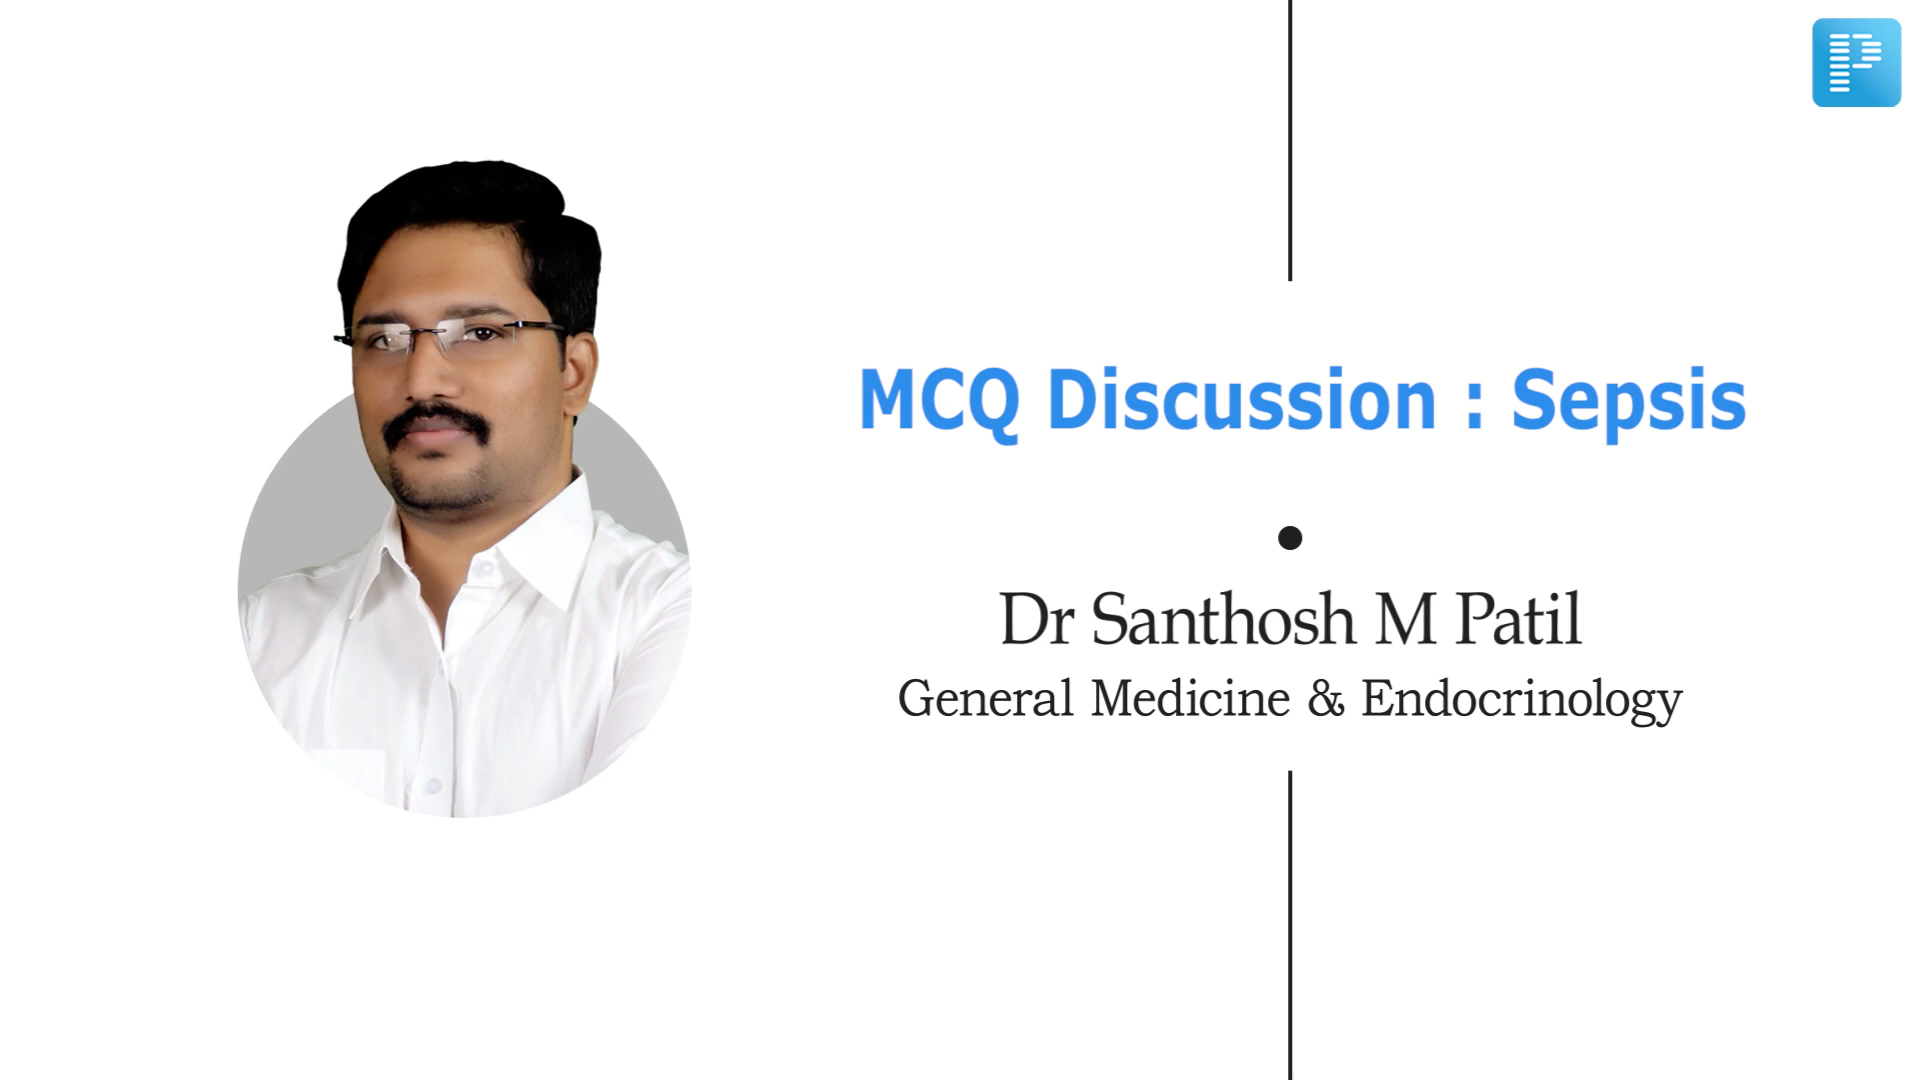 MCQ Discussion : Sepsis
Dr Santhosh M Patil
General Medicine & Endocrinology
P